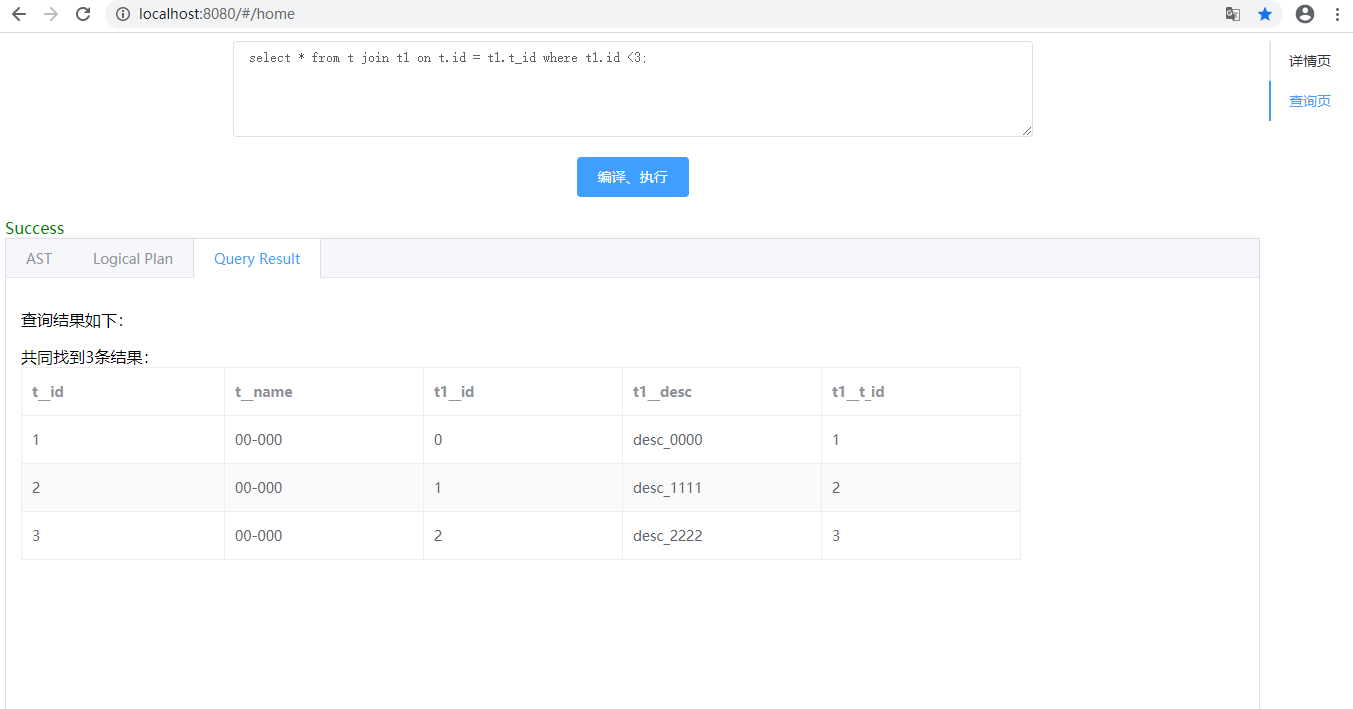 localhost:8080/#/home
select * from t join t1 on t.id = t1.t_id where t1.id <3;
详情页
查询页
编译、执行
Success
AST Logical Plan Query Result
查询结果如下：
共同找到3条结果：
t__id t__name t1__id t1__desc t1__t_id
1 00-000 0 desc_0000 1
2 00-000 1 desc_1111 2
3 00-000 2 desc_2222 3